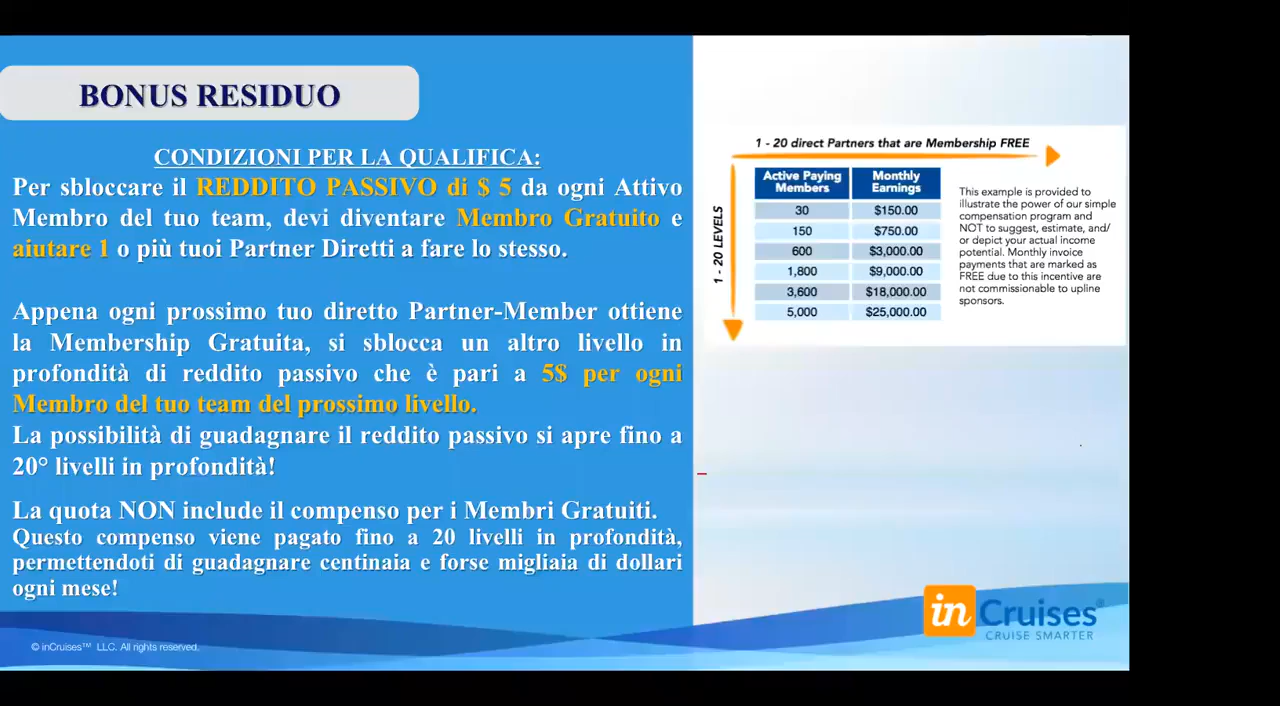 BONUS RESIDUO
CONDIZIONI PER LA QUALIFICA:
Per sbloccare il REDDITO PASSIVO di $ 5 da ogni Attivo
Membro del tuo team, devi diventare Membro Gratuito e
aiutare 1 o più tuoi Partner Diretti a fare lo stesso.
Appena ogni prossimo tuo diretto Partner-Member ottiene
la Membership Gratuita, si sblocca un altro livello in
profondità di reddito passivo che è pari a 5$ per ogni
Membro del tuo team del prossimo livello.
La possibilità di guadagnare il reddito passivo si apre fino a
20° livelli in profondità!
La quota NON include il compenso per i Membri Gratuiti.
Questo compenso viene pagato fino a 20 livelli in profondità,
permettendoti di guadagnare centinaia e forse migliaia di dollari
ogni mese!
© inCruises™ LLC. All rights reserved.
1 - 20 direct Partners that are Membership FREE
1 - 20 LEVELS
Active Paying Members Monthly Earnings
30 $150.00
150 $750.00
600 $3,000.00
1,800 $9,000.00
3,600 $18,000.00
5,000 $25,000.00
This example is provided to
illustrate the power of our simple
compensation program and
NOT to suggest, estimate, and/
or depict your actual income
potential. Monthly invoice
payments that are marked as
FREE due to this incentive are
not commissionable to upline
sponsors.
inCruises®
CRUISE SMARTER